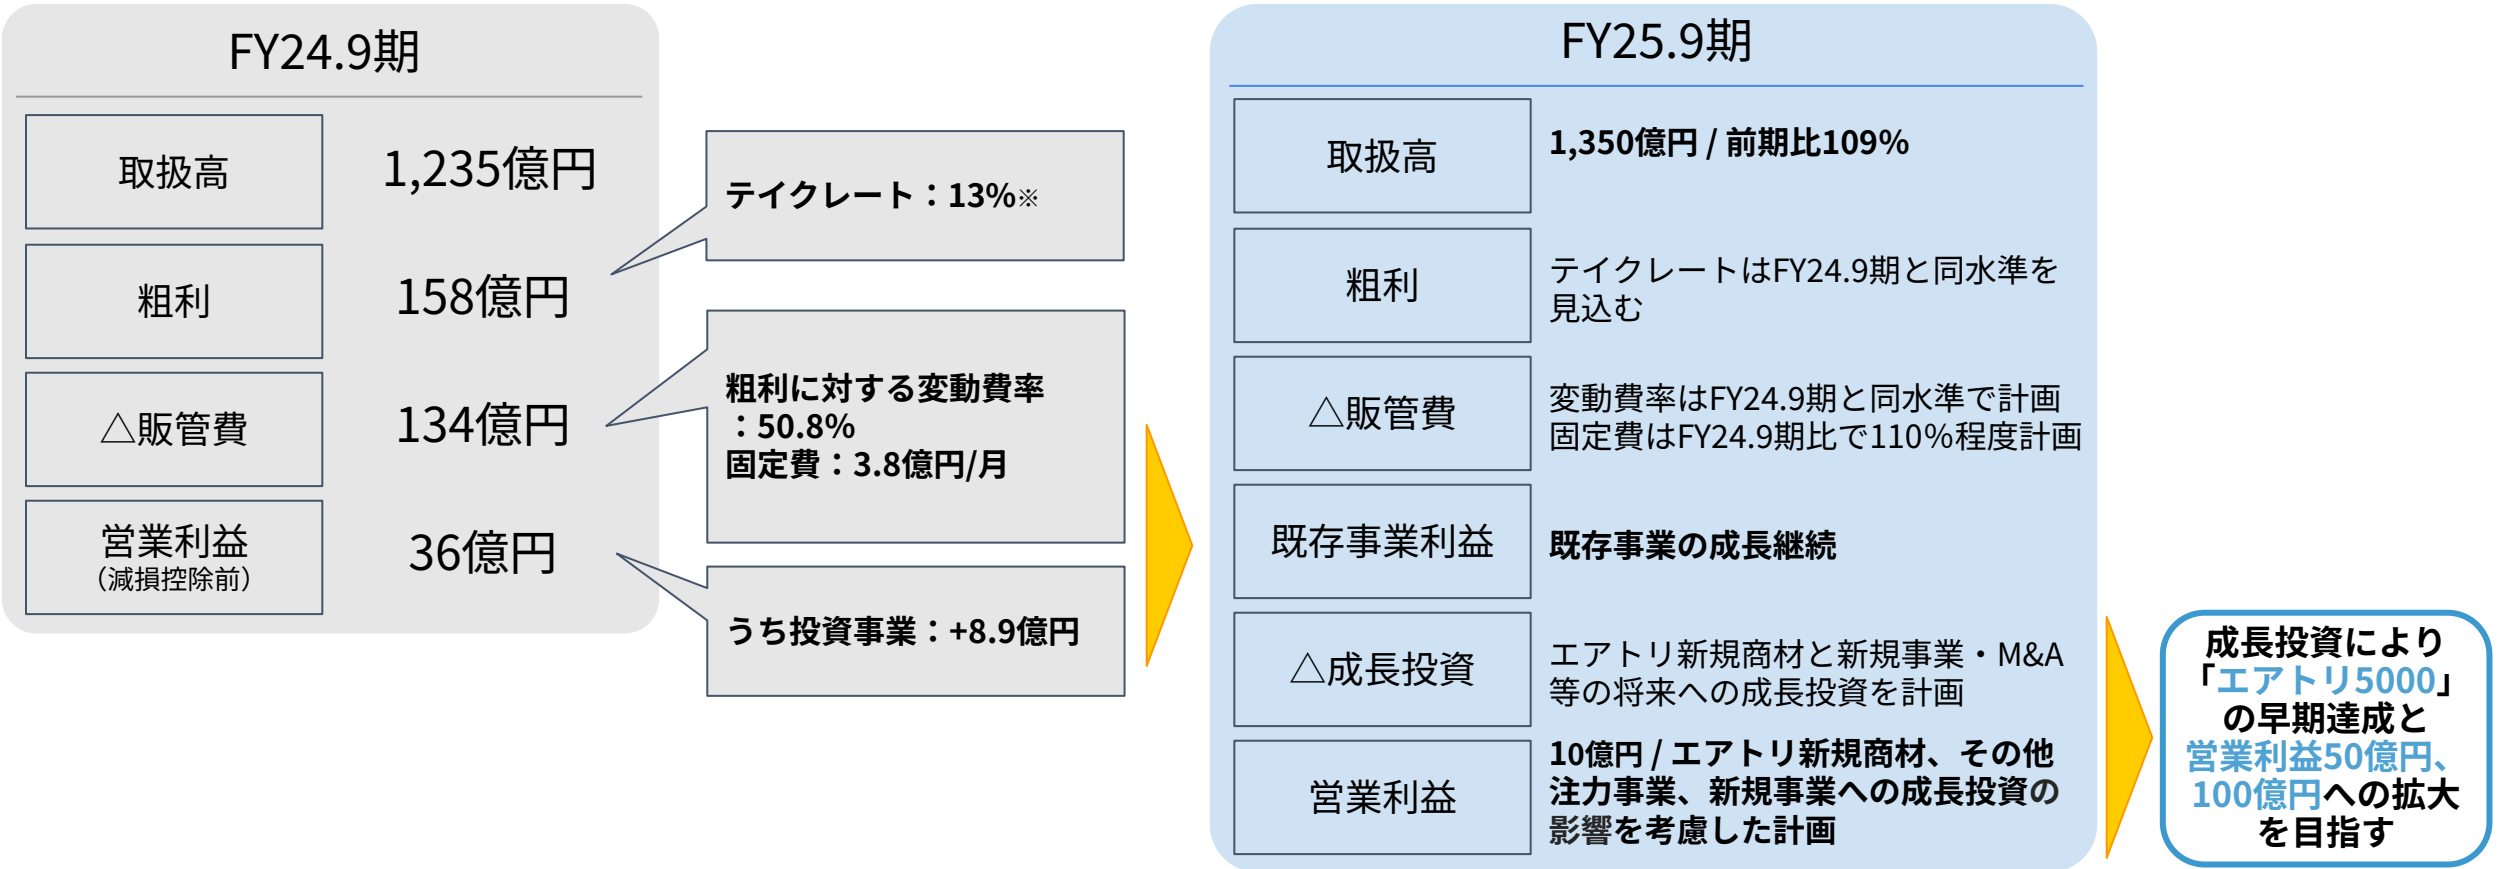 FY24.9期
取扱高
1,235億円
粗利
158億円
△販管費
134億円
営業利益
（減損控除前）
36億円
テイクレート：13%※
粗利に対する変動費率
：50.8%
固定費：3.8億円/月
うち投資事業：+8.9億円
FY25.9期
取扱高
1,350億円 / 前期比109％
粗利
テイクレートはFY24.9期と同水準を
見込む
△販管費
変動費率はFY24.9期と同水準で計画
固定費はFY24.9期比で110％程度計画
既存事業利益
既存事業の成長継続
△成長投資
エアトリ新規商材と新規事業・M&A
等の将来への成長投資を計画
営業利益
10億円 / エアトリ新規商材、その他
注力事業、新規事業への成長投資の
影響を考慮した計画
成長投資により
「エアトリ5000」
の早期達成と
営業利益50億円、
100億円への拡大
を目指す